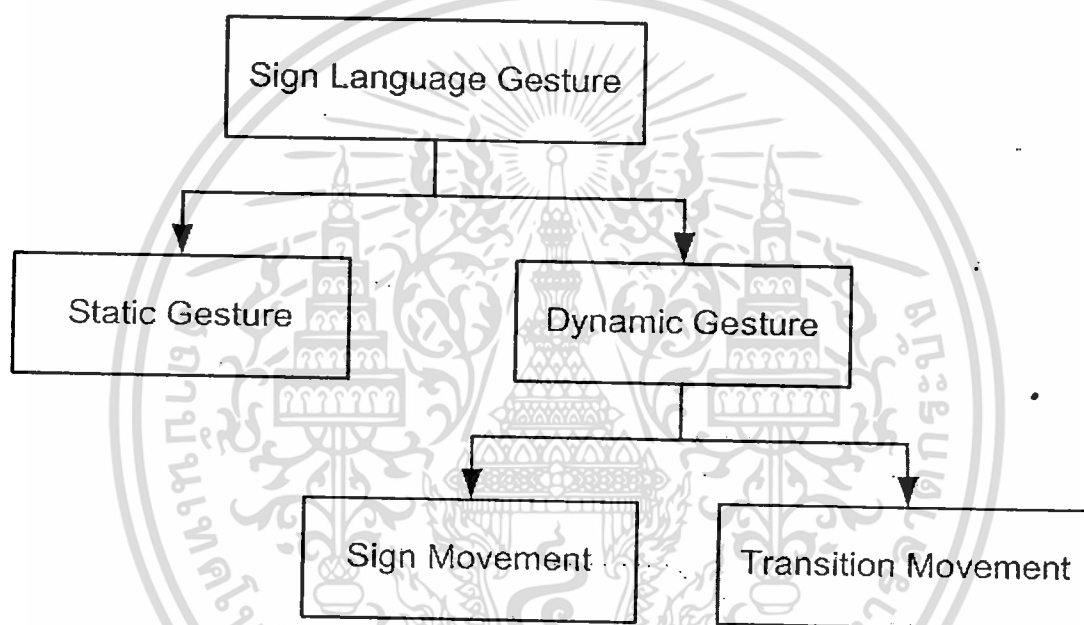 Sign Language Gesture
Static Gesture
Dynamic Gesture
Sign Movement
Transition Movement